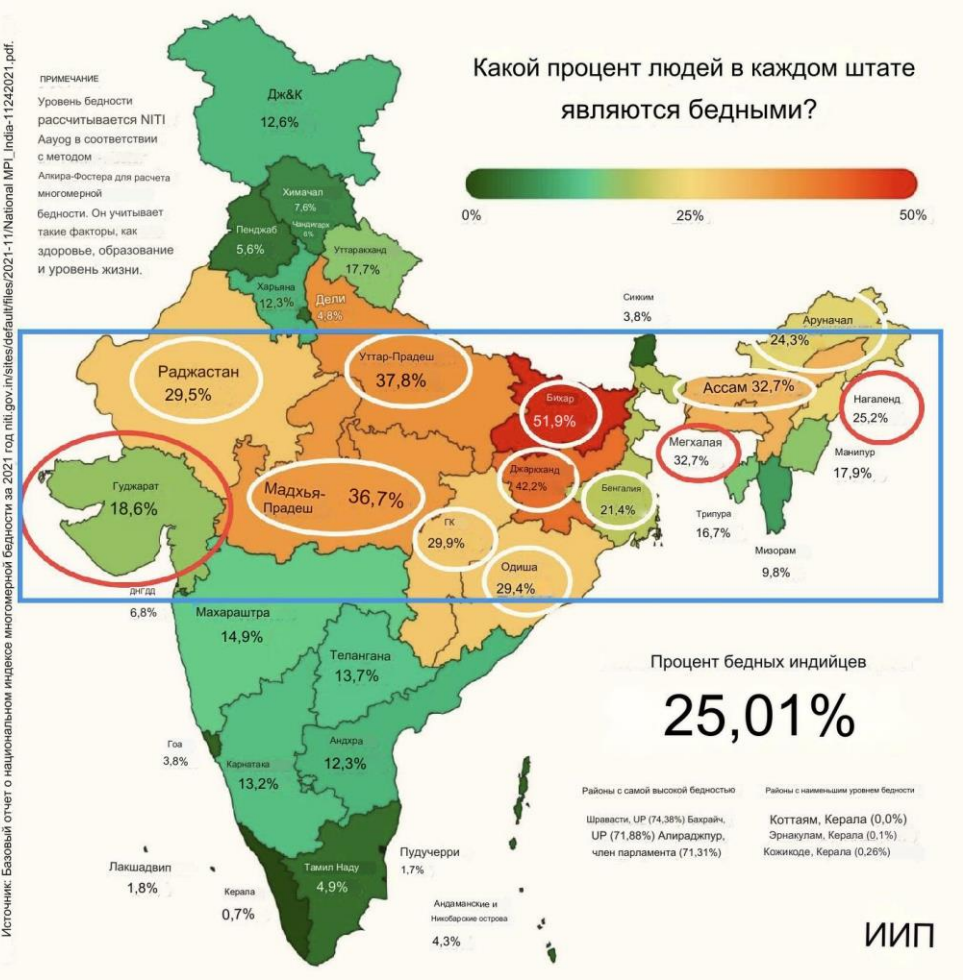 Источник: Базовый отчет о национальном индексе многомерной бедности за 2021 год niti.gov.in/sites/default/files/2021-11/National MPI_India-11242021.pdf.
ПРИМЕЧАНИЕ
Уровень бедности
рассчитывается NITI
Aayog в соответствии
с методом
Алкира-Фостера для расчета
многомерной
бедности. Он учитывает
такие факторы, как
здоровье, образование
и уровень жизни.
Какой процент людей в каждом штате
являются бедными?
0%
25%
50%
Дж&К
12,6%
Химачал
7,6%
Чандигарх
6%
Пенджаб
5,6%
Уттаракханд
17,7%
Харьяна
12,3%
Дели
4,8%
Сикким
3,8%
Аруначал
24,3%
Раджастан
29,5%
Уттар-Прадеш
37,8%
Бихар
51,9%
Ассам 32,7%
Нагаленд
25,2%
Мегхалая
32,7%
Манипур
17,9%
Гуджарат
18,6%
Мадхья-
Прадеш
36,7%
Джаркханд
42,2%
Бенгалия
21,4%
ГК
29,9%
Трипура
16,7%
Мизорам
9,8%
Одиша
29,4%
ДНГДД
6,8%
Махараштра
14,9%
Телангана
13,7%
Процент бедных индийцев
25,01%
Гоа
3,8%
Карнатака
13,2%
Андхра
12,3%
Районы с самой высокой бедностью
Шравасти, UP (74,38%) Бахрайч,
UP (71,88%) Алираджпур,
член парламента (71,31%)
Районы с наименьшим уровнем бедности
Коттаям, Керала (0,0%)
Эрнакулам, Керала (0,1%)
Кожикоде, Керала (0,26%)
Лакшадвип
1,8%
Керала
0,7%
Тамил Наду
4,9%
Пудучерри
1,7%
Андаманские и
Никобарские острова
4,3%
ИИП